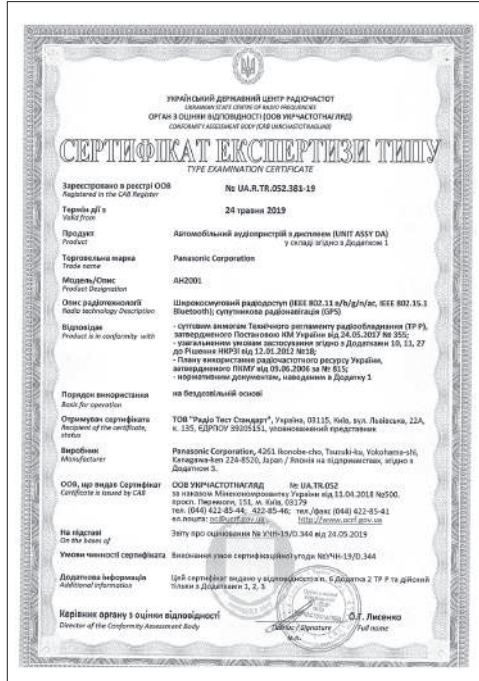 УКРАЇНСЬКИЙ ДЕРЖАВНИЙ ЦЕНТР РАДІОЧАСТОТ
UKRAINIAN STATE CENTRE OF RADIO FREQUENCIES
ОРГАН З ОЦІНКИ ВІДПОВІДНОСТІ (ООВ УКРЧАСТОТНАГЛЯД)
CONFORMITY ASSESSMENT BODY (CAB UKRCHASTOTNAGLIAD)
СЕРТИФІКАТ ЕКСПЕРТИЗИ ТИПУ
TYPE EXAMINATION CERTIFICATE
Зареєстровано в реєстрі ООВ № UA.R.TR.052.381-19
Registered in the CAB Register
Термін дії з 24 травня 2019
Valid from
Продукт Автомобільний аудіопристрій з дисплеєм (UNIT ASSY DA)
Product у складі згідно з Додатком 1
Торговельна марка Panasonic Corporation
Trade name
Модель/Опис AH2001
Product Designation
Опис радіотехнології Широкосмуговий радіодоступ (IEEE 802.11 a/b/g/n/ac, IEEE 802.15.1
Radio technology Description Bluetooth); супутникова радіонавігація (GPS)
Відповідає - суттєвим вимогам Технічного регламенту радіообладнання (ТР Р),
Product is in conformity with затвердженого Постановою КМ України від 24.05.2017 № 355;
- узагальненим умовам застосування згідно з Додатками 10, 11, 27
до Рішення НКРЗІ від 12.01.2012 №18;
- Плану використання радіочастотного ресурсу України,
затвердженого ПКМУ від 09.06.2006 за № 815;
- нормативним документам, наведеним в Додатку 1
Порядок використання на бездозвільній основі
Basis for operation
Отримувач сертифіката ТОВ "Радіо Тест Стандарт", Україна, 03115, Київ, вул. Львівська, 22А,
Recipient of the certificate, к. 135, ЄДРПОУ 39205151, уповноважений представник
status
Виробник Panasonic Corporation, 4261 Ikonobe-cho, Tsuzuki-ku, Yokohama-shi,
Manufacturer Kanagawa-ken 224-8520, Japan / Японія на підприємствах, згідно з
Додатком 3.
ООВ, що видав Сертифікат ООВ УКРЧАСТОТНАГЛЯД № UA.TR.052
Certificate is issued by CAB за наказом Мінекономрозвитку України від 11.04.2018 №500.
просп. Перемоги, 151, м. Київ, 03179
тел. (044) 422-85-44; 422-85-46; тел./факс (044) 422-85-41
ел.пошта: nc@ucrf.gov.ua; http://www.ucrf.gov.ua
На підставі Звіту про оцінювання № УЧН-19/D.344 від 24.05.2019
On the bases of
Умови чинності сертифіката Виконання умов сертифікаційної угоди №УЧН-19/D.344
Додаткова інформація Цей сертифікат видано у відповідності п. 6 Додатка 2 ТР Р та дійсний
Additional information тільки з Додатками 1, 2, 3
Керівник органу з оцінки відповідності О.Г. Лисенко
Director of the Conformity Assessment Body Підпис / Signature Full name
М.П.